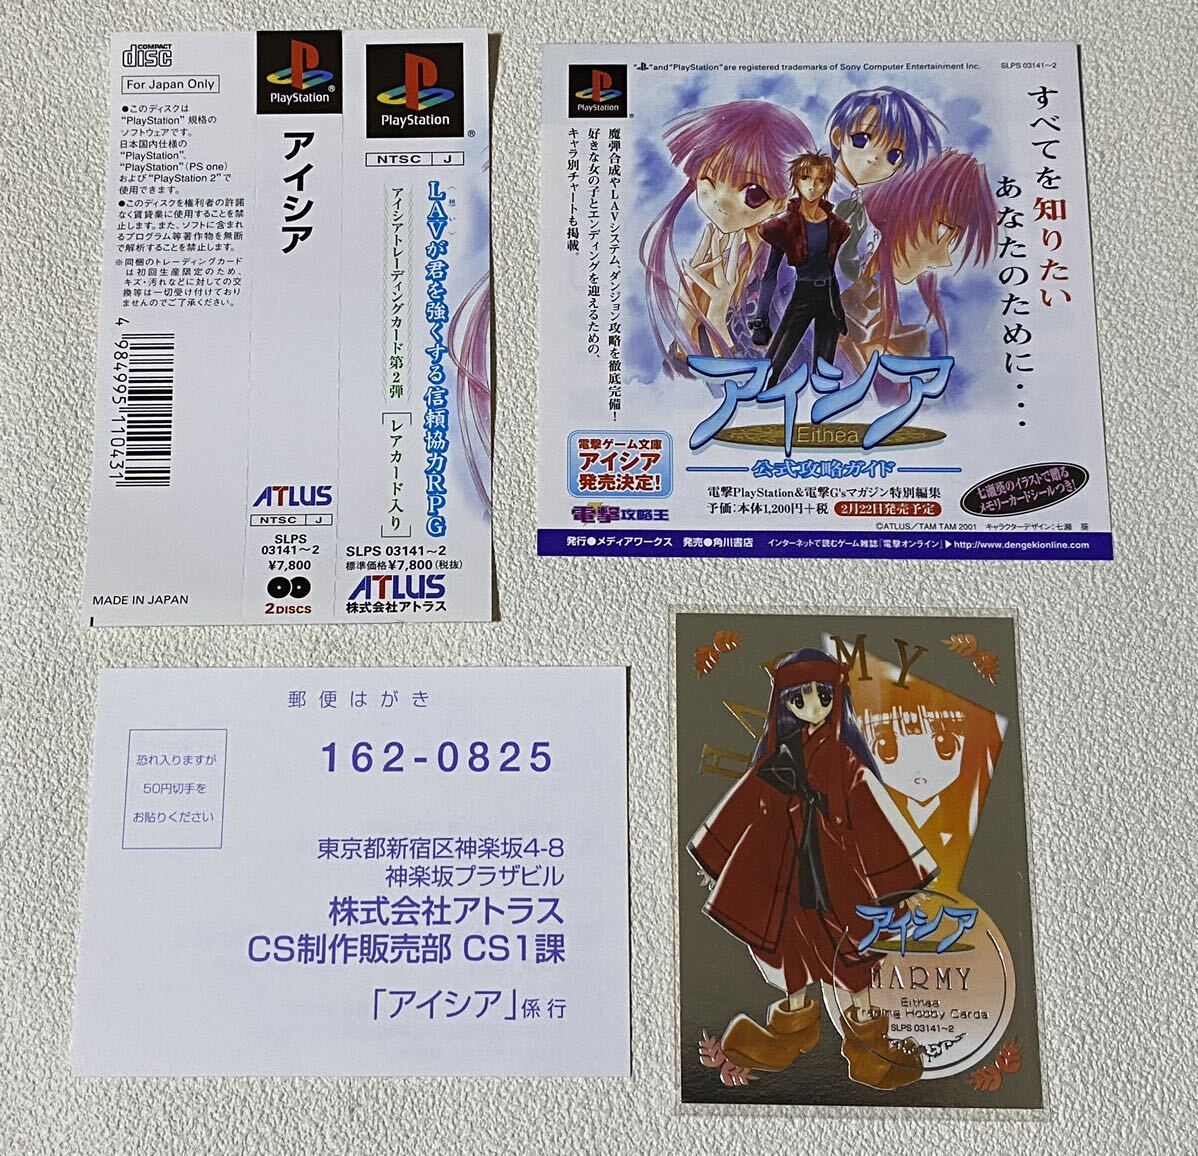 COMPACT
disc
For Japan Only
●このディスクは
"PlayStation" 規格の
ソフトウェアです。
日本国内仕様の
"PlayStation"、
"PlayStation"(PS one)
および"PlayStation 2"で
使用できます。
●このディスクを権利者の許諾
なく賃貸業に使用することを禁
止します。また、ソフトに含まれ
るプログラム等著作物を無断
で解析することを禁止します。
※同梱のトレーディングカード
は初回生産限定のため、
キズ・汚れなどに対しての交
換等は一切受け付けており
ませんのでご了承ください。
4 984995 110431
MADE IN JAPAN
PlayStation®
アイシア
ATLUS
NTSC J
SLPS
03141~2
¥7,800
2DISCS
PlayStation
®
NTSC J
LAVが君を強くする信頼協力RPG
(想い)
アイシアトレーディングカード第2弾 [レアカード入り]
SLPS 03141~2
標準価格¥7,800(税抜)
ATLUS
株式会社アトラス
" "and"PlayStation"are registered trademarks of Sony Computer Entertainment Inc.
SLPS 03141~2
PlayStation
®
すべてを知りたい
あなたのために・・・
魔弾合成やLAVシステム、ダンジョン攻略を徹底完備!
好きな女の子とエンディングを迎えるための、
キャラ別チャートも掲載。
アイシア
Eithea
公式攻略ガイド
電撃ゲーム文庫
アイシア
発売決定!
電撃攻略王
電撃PlayStation&電撃G'sマガジン特別編集
予価:本体1,200円+税 2月22日発売予定
七瀬葵のイラストで贈る
メモリーカードシールつき!
©ATLUS/TAM TAM 2001 キャラクターデザイン:七瀬 葵
発行●メディアワークス 発売●角川書店 インターネットで読むゲーム雑誌「電撃オンライン」▶http://www.dengekionline.com
郵便はがき
恐れ入りますが
50円切手を
お貼りください
162-0825
東京都新宿区神楽坂4-8
神楽坂プラザビル
株式会社アトラス
CS制作販売部 CS1課
「アイシア」係 行
HARMY
アイシア
HARMY
Eithea
Trading Hobby Cards
SLPS 03141~2